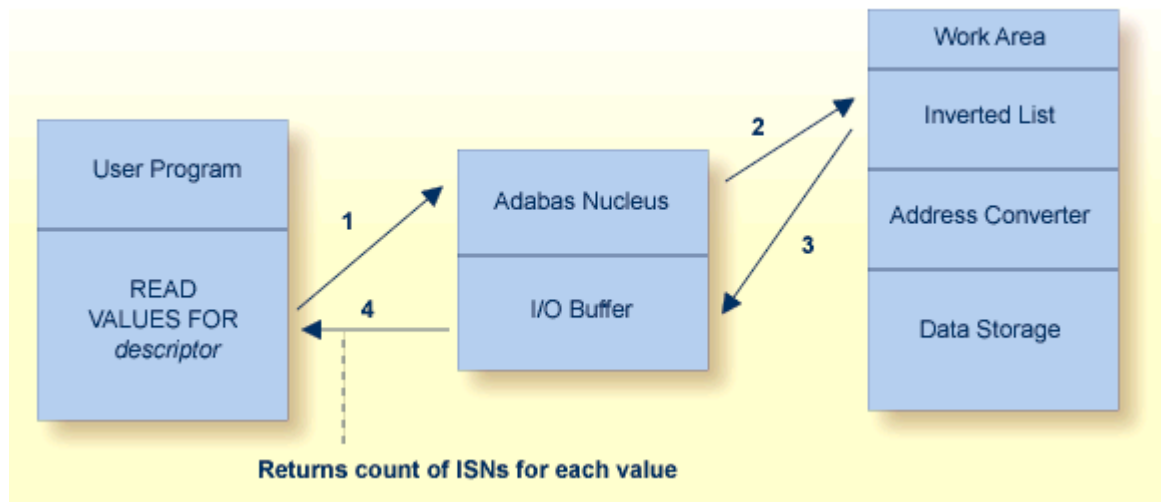 User Program
READ
VALUES FOR
descriptor
1
4
Returns count of ISNs for each value
Adabas Nucleus
I/O Buffer
2
3
Work Area
Inverted List
Address Converter
Data Storage